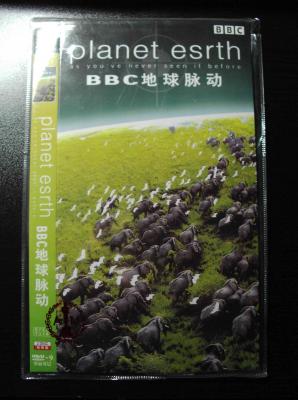 BBC
planet esrth
as you've never seen it before
BBC地球脉动
planet esrth
BBC地球脉动